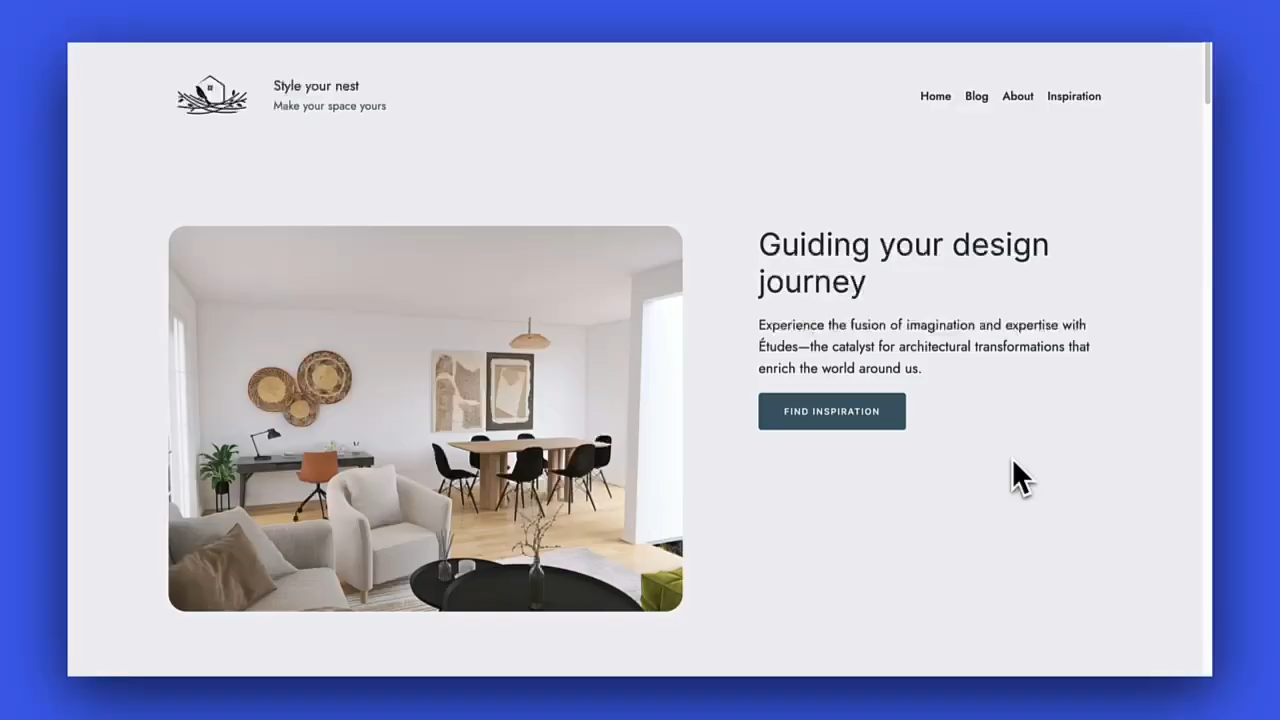 Style your nest
Make your space yours
Home Blog About Inspiration
Guiding your design
journey
Experience the fusion of imagination and expertise with
Études—the catalyst for architectural transformations that
enrich the world around us.
FIND INSPIRATION